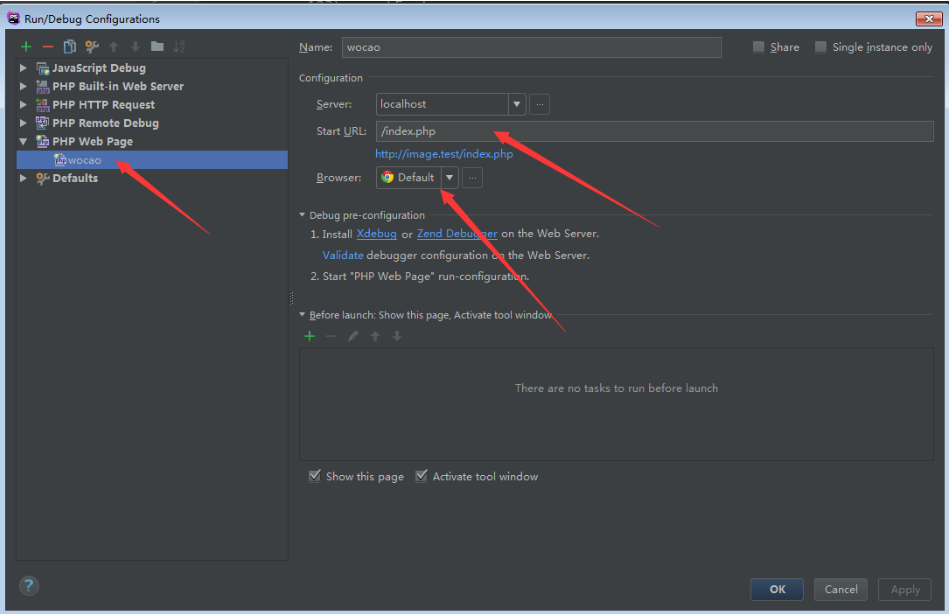 PS Run/Debug Configurations
Name: wocao
Share
Single instance only
JavaScript Debug
PHP Built-in Web Server
PHP HTTP Request
PHP Remote Debug
PHP Web Page
wocao
Defaults
Configuration
Server: localhost
Start URL: /index.php
http://image.test/index.php
Browser: Default
Debug pre-configuration
1. Install Xdebug or Zend Debugger on the Web Server.
Validate debugger configuration on the Web Server.
2. Start "PHP Web Page" run-configuration.
Before launch: Show this page, Activate tool window
There are no tasks to run before launch
Show this page
Activate tool window
?
OK
Cancel
Apply